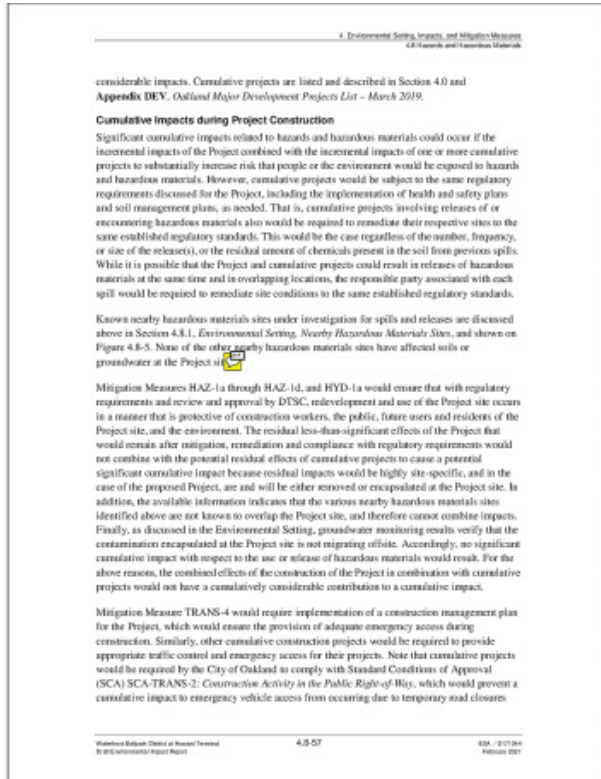 4. Environmental Setting, Impacts, and Mitigation Measures
4.8 Hazards and Hazardous Materials
considerable impacts. Cumulative projects are listed and described in Section 4.0 and
Appendix DEV, Oakland Major Development Projects List – March 2019.
Cumulative Impacts during Project Construction
Significant cumulative impacts related to hazards and hazardous materials could occur if the
incremental impacts of the Project combined with the incremental impacts of one or more cumulative
projects to substantially increase risk that people or the environment would be exposed to hazards
and hazardous materials. However, cumulative projects would be subject to the same regulatory
requirements discussed for the Project, including the implementation of health and safety plans
and soil management plans, as needed. That is, cumulative projects involving releases of or
encountering hazardous materials also would be required to remediate their respective sites to the
same established regulatory standards. This would be the case regardless of the number, frequency,
or size of the release(s), or the residual amount of chemicals present in the soil from previous spills.
While it is possible that the Project and cumulative projects could result in releases of hazardous
materials at the same time and in overlapping locations, the responsible party associated with each
spill would be required to remediate site conditions to the same established regulatory standards.
Known nearby hazardous materials sites under investigation for spills and releases are discussed
above in Section 4.8.1, Environmental Setting, Nearby Hazardous Materials Sites, and shown on
Figure 4.8-5. None of the other nearby hazardous materials sites have affected soils or
groundwater at the Project
Mitigation Measures HAZ-1a through HAZ-1d, and HYD-1a would ensure that with regulatory
requirements and review and approval by DTSC, redevelopment and use of the Project site occurs
in a manner that is protective of construction workers, the public, future users and residents of the
Project site, and the environment. The residual less-than-significant effects of the Project that
would remain after mitigation, remediation and compliance with regulatory requirements would
not combine with the potential residual effects of cumulative projects to cause a potential
significant cumulative impact because residual impacts would be highly site-specific, and in the
case of the proposed Project, are and will be either removed or encapsulated at the Project site. In
addition, the available information indicates that the various nearby hazardous materials sites
identified above are not known to overlap the Project site, and therefore cannot combine impacts.
Finally, as discussed in the Environmental Setting, groundwater monitoring results verify that the
contamination encapsulated at the Project site is not migrating offsite. Accordingly, no significant
cumulative impact with respect to the use or release of hazardous materials would result. For the
above reasons, the combined effects of the construction of the Project in combination with cumulative
projects would not have a cumulatively considerable contribution to a cumulative impact.
Mitigation Measure TRANS-4 would require implementation of a construction management plan
for the Project, which would ensure the provision of adequate emergency access during
construction. Similarly, other cumulative construction projects would be required to provide
appropriate traffic control and emergency access for their projects. Note that cumulative projects
would be required by the City of Oakland to comply with Standard Conditions of Approval
(SCA) SCA-TRANS-2: Construction Activity in the Public Right-of-Way, which would prevent a
cumulative impact to emergency vehicle access from occurring due to temporary road closures
Waterfront Ballpark District at Howard Terminal 4.8-57 ESA / D171044
Draft Environmental Impact Report February 2021